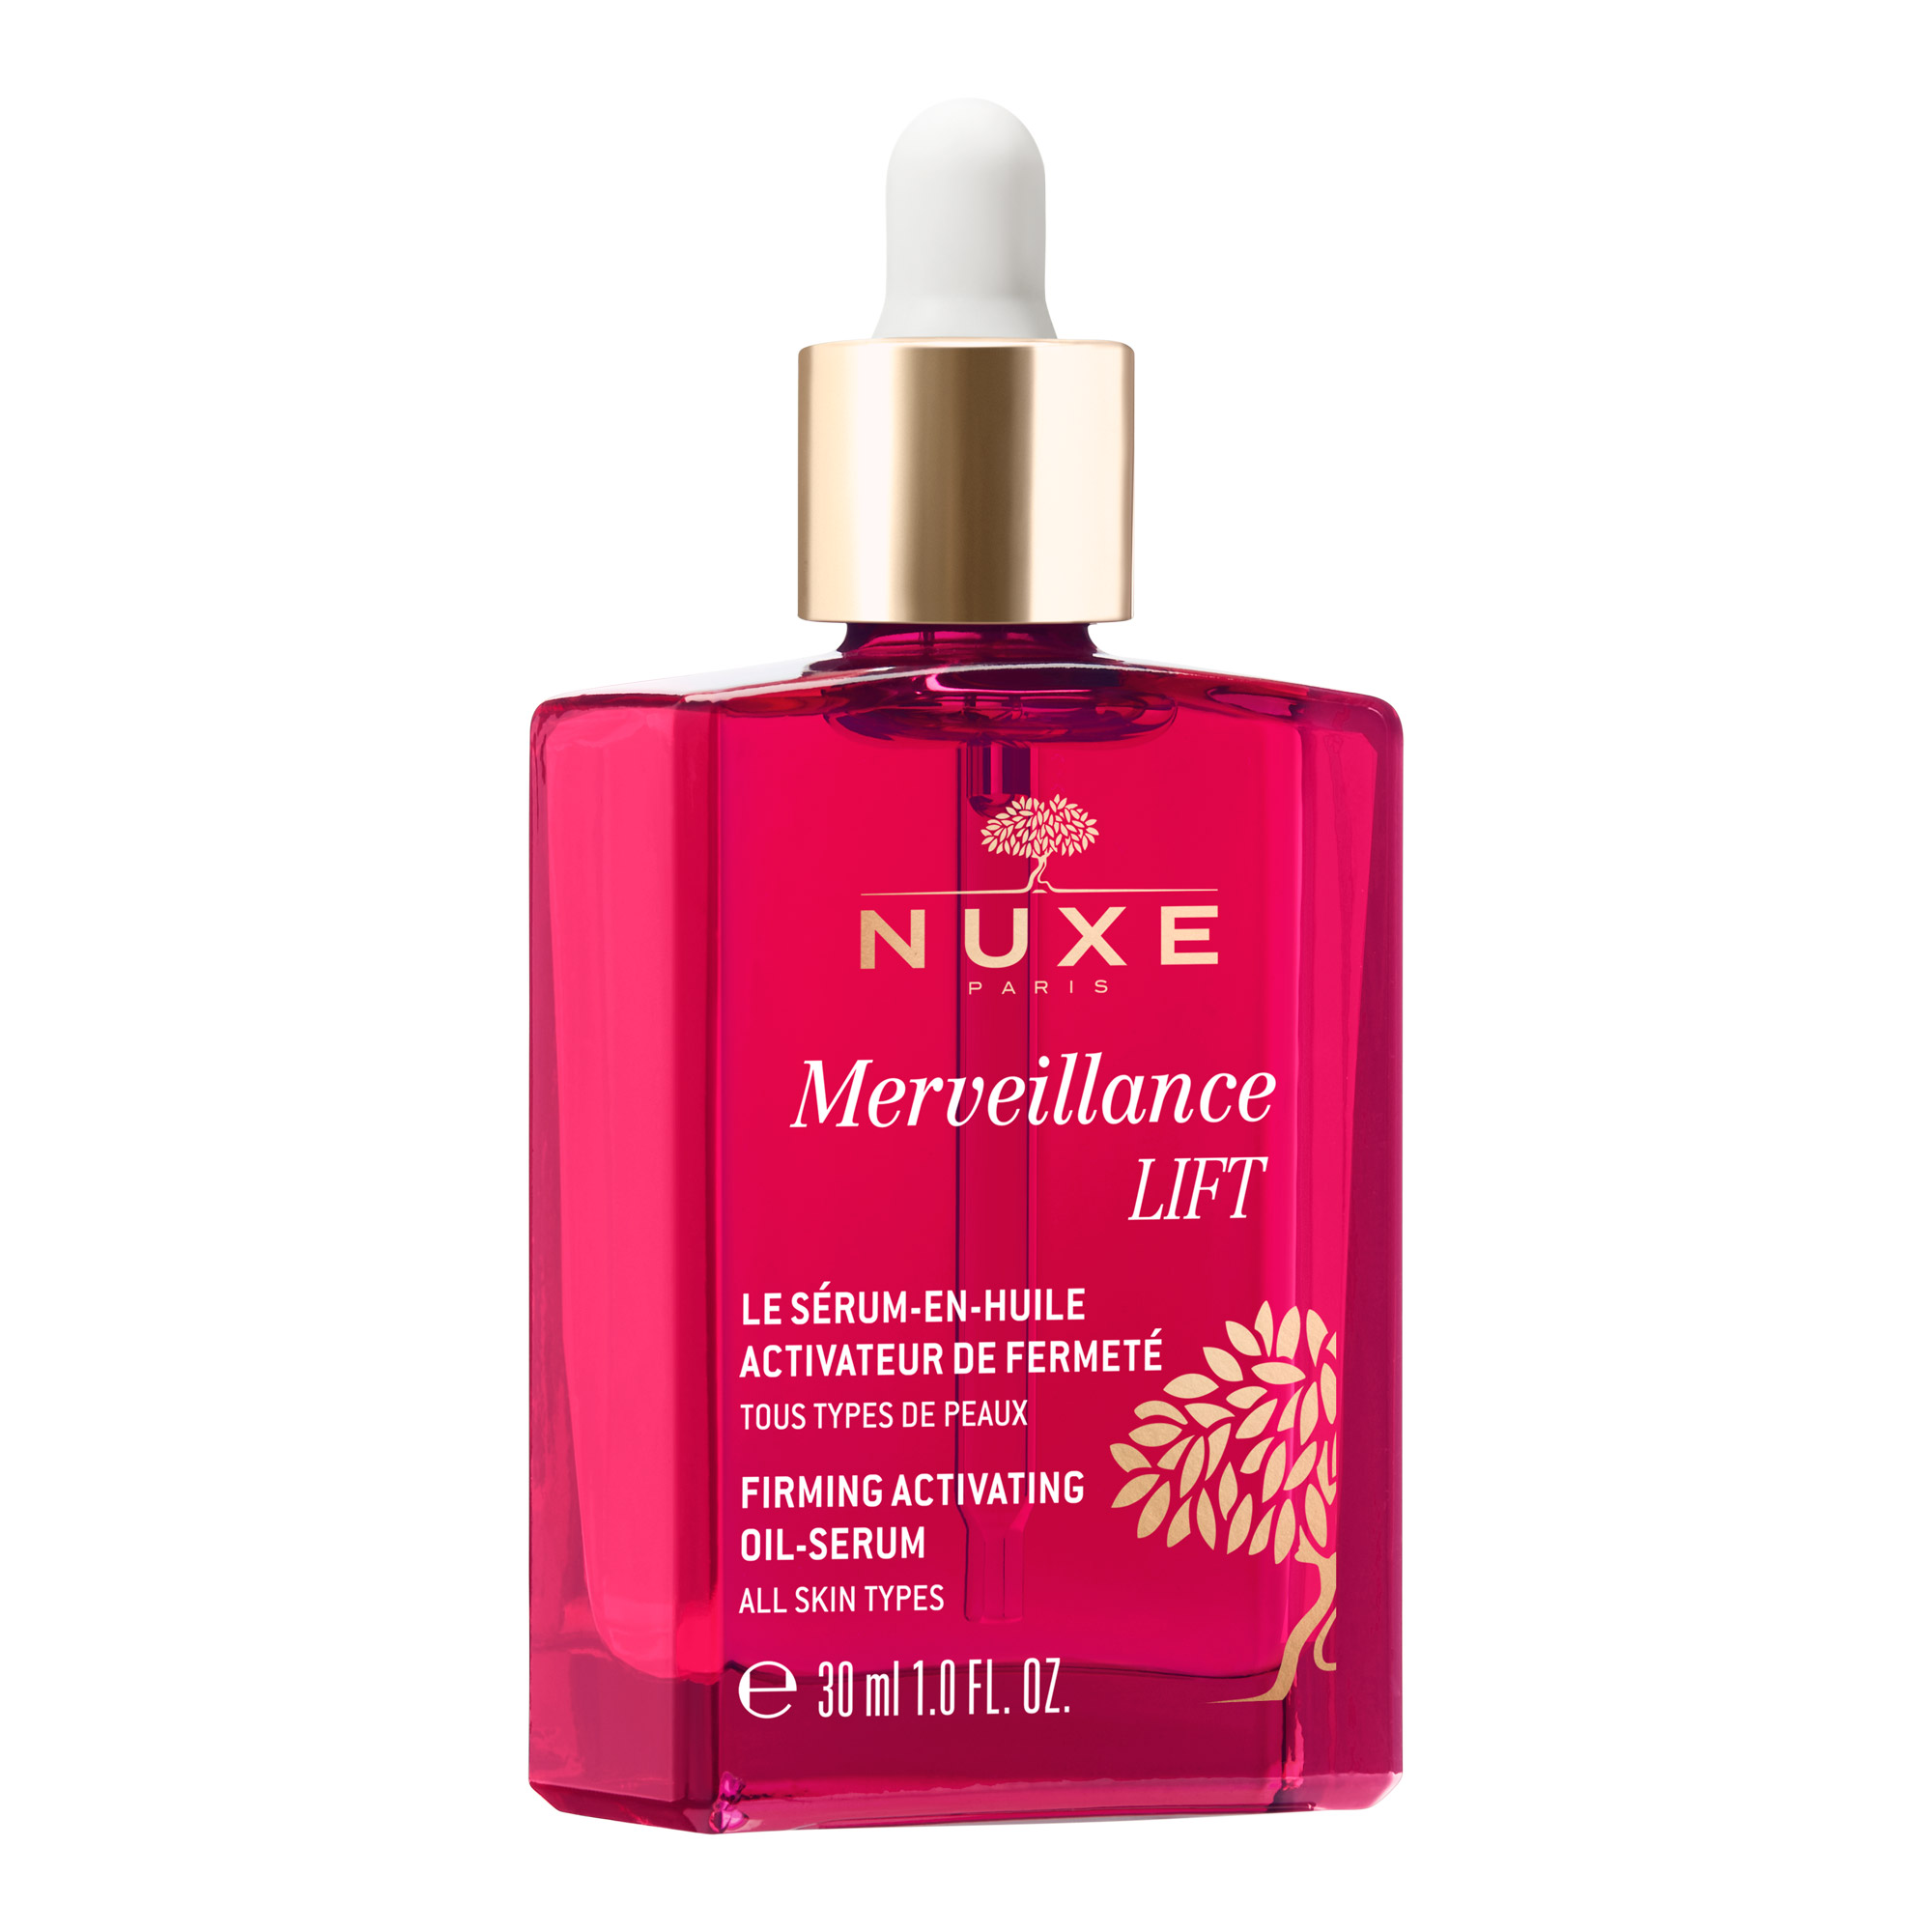 NUXE
PARIS
Merveillance
LIFT
LE SÉRUM-EN-HUILE
ACTIVATEUR DE FERMETÉ
TOUS TYPES DE PEAUX
FIRMING ACTIVATING
OIL-SERUM
ALL SKIN TYPES
℮ 30 ml 1.0 FL. OZ.